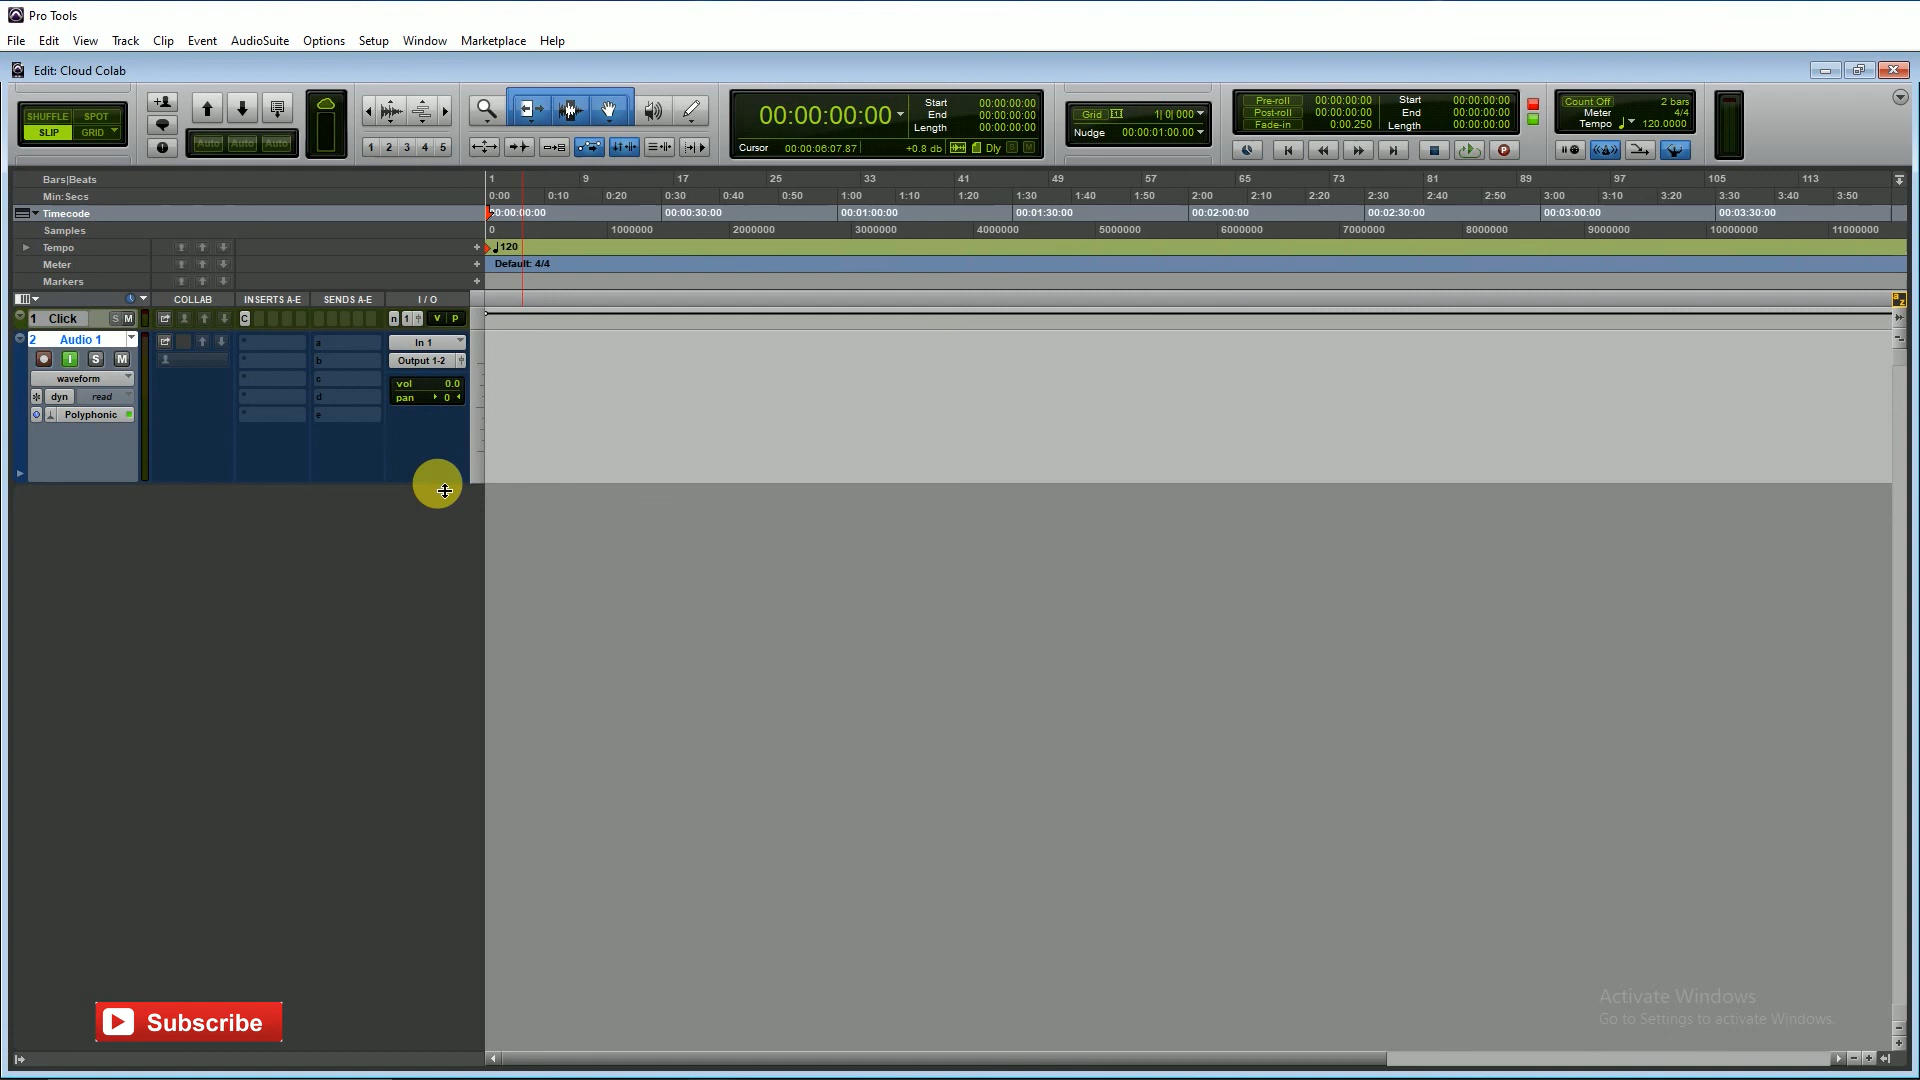 Pro Tools
File Edit View Track Clip Event AudioSuite Options Setup Window Marketplace Help
Edit: Cloud Colab
SHUFFLE SPOT
SLIP GRID
Auto Auto Auto
1 2 3 4 5
00:00:00:00
Start 00:00:00:00
End 00:00:00:00
Length 00:00:00:00
Cursor 00:00:06:07.87 +0.8 db Dly S M
Grid 1| 0| 000
Nudge 00:00:01:00.00
Pre-roll 00:00:00:00 Start 00:00:00:00
Post-roll 00:00:00:00 End 00:00:00:00
Fade-in 0:00.250 Length 00:00:00:00
Count Off 2 bars
Meter 4/4
Tempo 120.0000
Bars|Beats 1 9 17 25 33 41 49 57 65 73 81 89 97 105 113
Min:Secs 0:00 0:10 0:20 0:30 0:40 0:50 1:00 1:10 1:20 1:30 1:40 1:50 2:00 2:10 2:20 2:30 2:40 2:50 3:00 3:10 3:20 3:30 3:40 3:50
Timecode 00:00:00:00 00:00:30:00 00:01:00:00 00:01:30:00 00:02:00:00 00:02:30:00 00:03:00:00 00:03:30:00
Samples 0 1000000 2000000 3000000 4000000 5000000 6000000 7000000 8000000 9000000 10000000 11000000
Tempo 120
Meter Default: 4/4
Markers
COLLAB INSERTS A-E SENDS A-E I / O
1 Click S M C n 1 V P
2 Audio 1 a In 1
I S M b Output 1-2
waveform c vol 0.0
dyn read d pan 0
Polyphonic e
Subscribe
Activate Windows
Go to Settings to activate Windows.